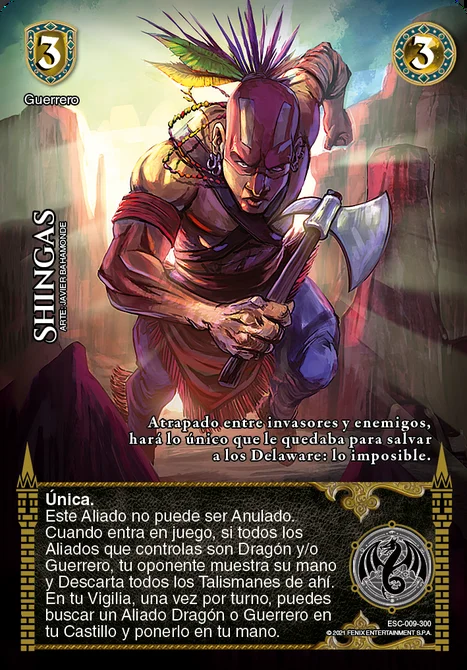 3
3
Guerrero
SHINGAS
ARTE: JAVIER BAHAMONDE
Atrapado entre invasores y enemigos,
hará lo único que le quedaba para salvar
a los Delaware: lo imposible.
Única.
Este Aliado no puede ser Anulado.
Cuando entra en juego, si todos los
Aliados que controlas son Dragón y/o
Guerrero, tu oponente muestra su mano
y Descarta todos los Talismanes de ahí.
En tu Vigilia, una vez por turno, puedes
buscar un Aliado Dragón o Guerrero en
tu Castillo y ponerlo en tu mano.
ESC-009-300
© 2021 FENIX ENTERTAINMENT S.P.A.